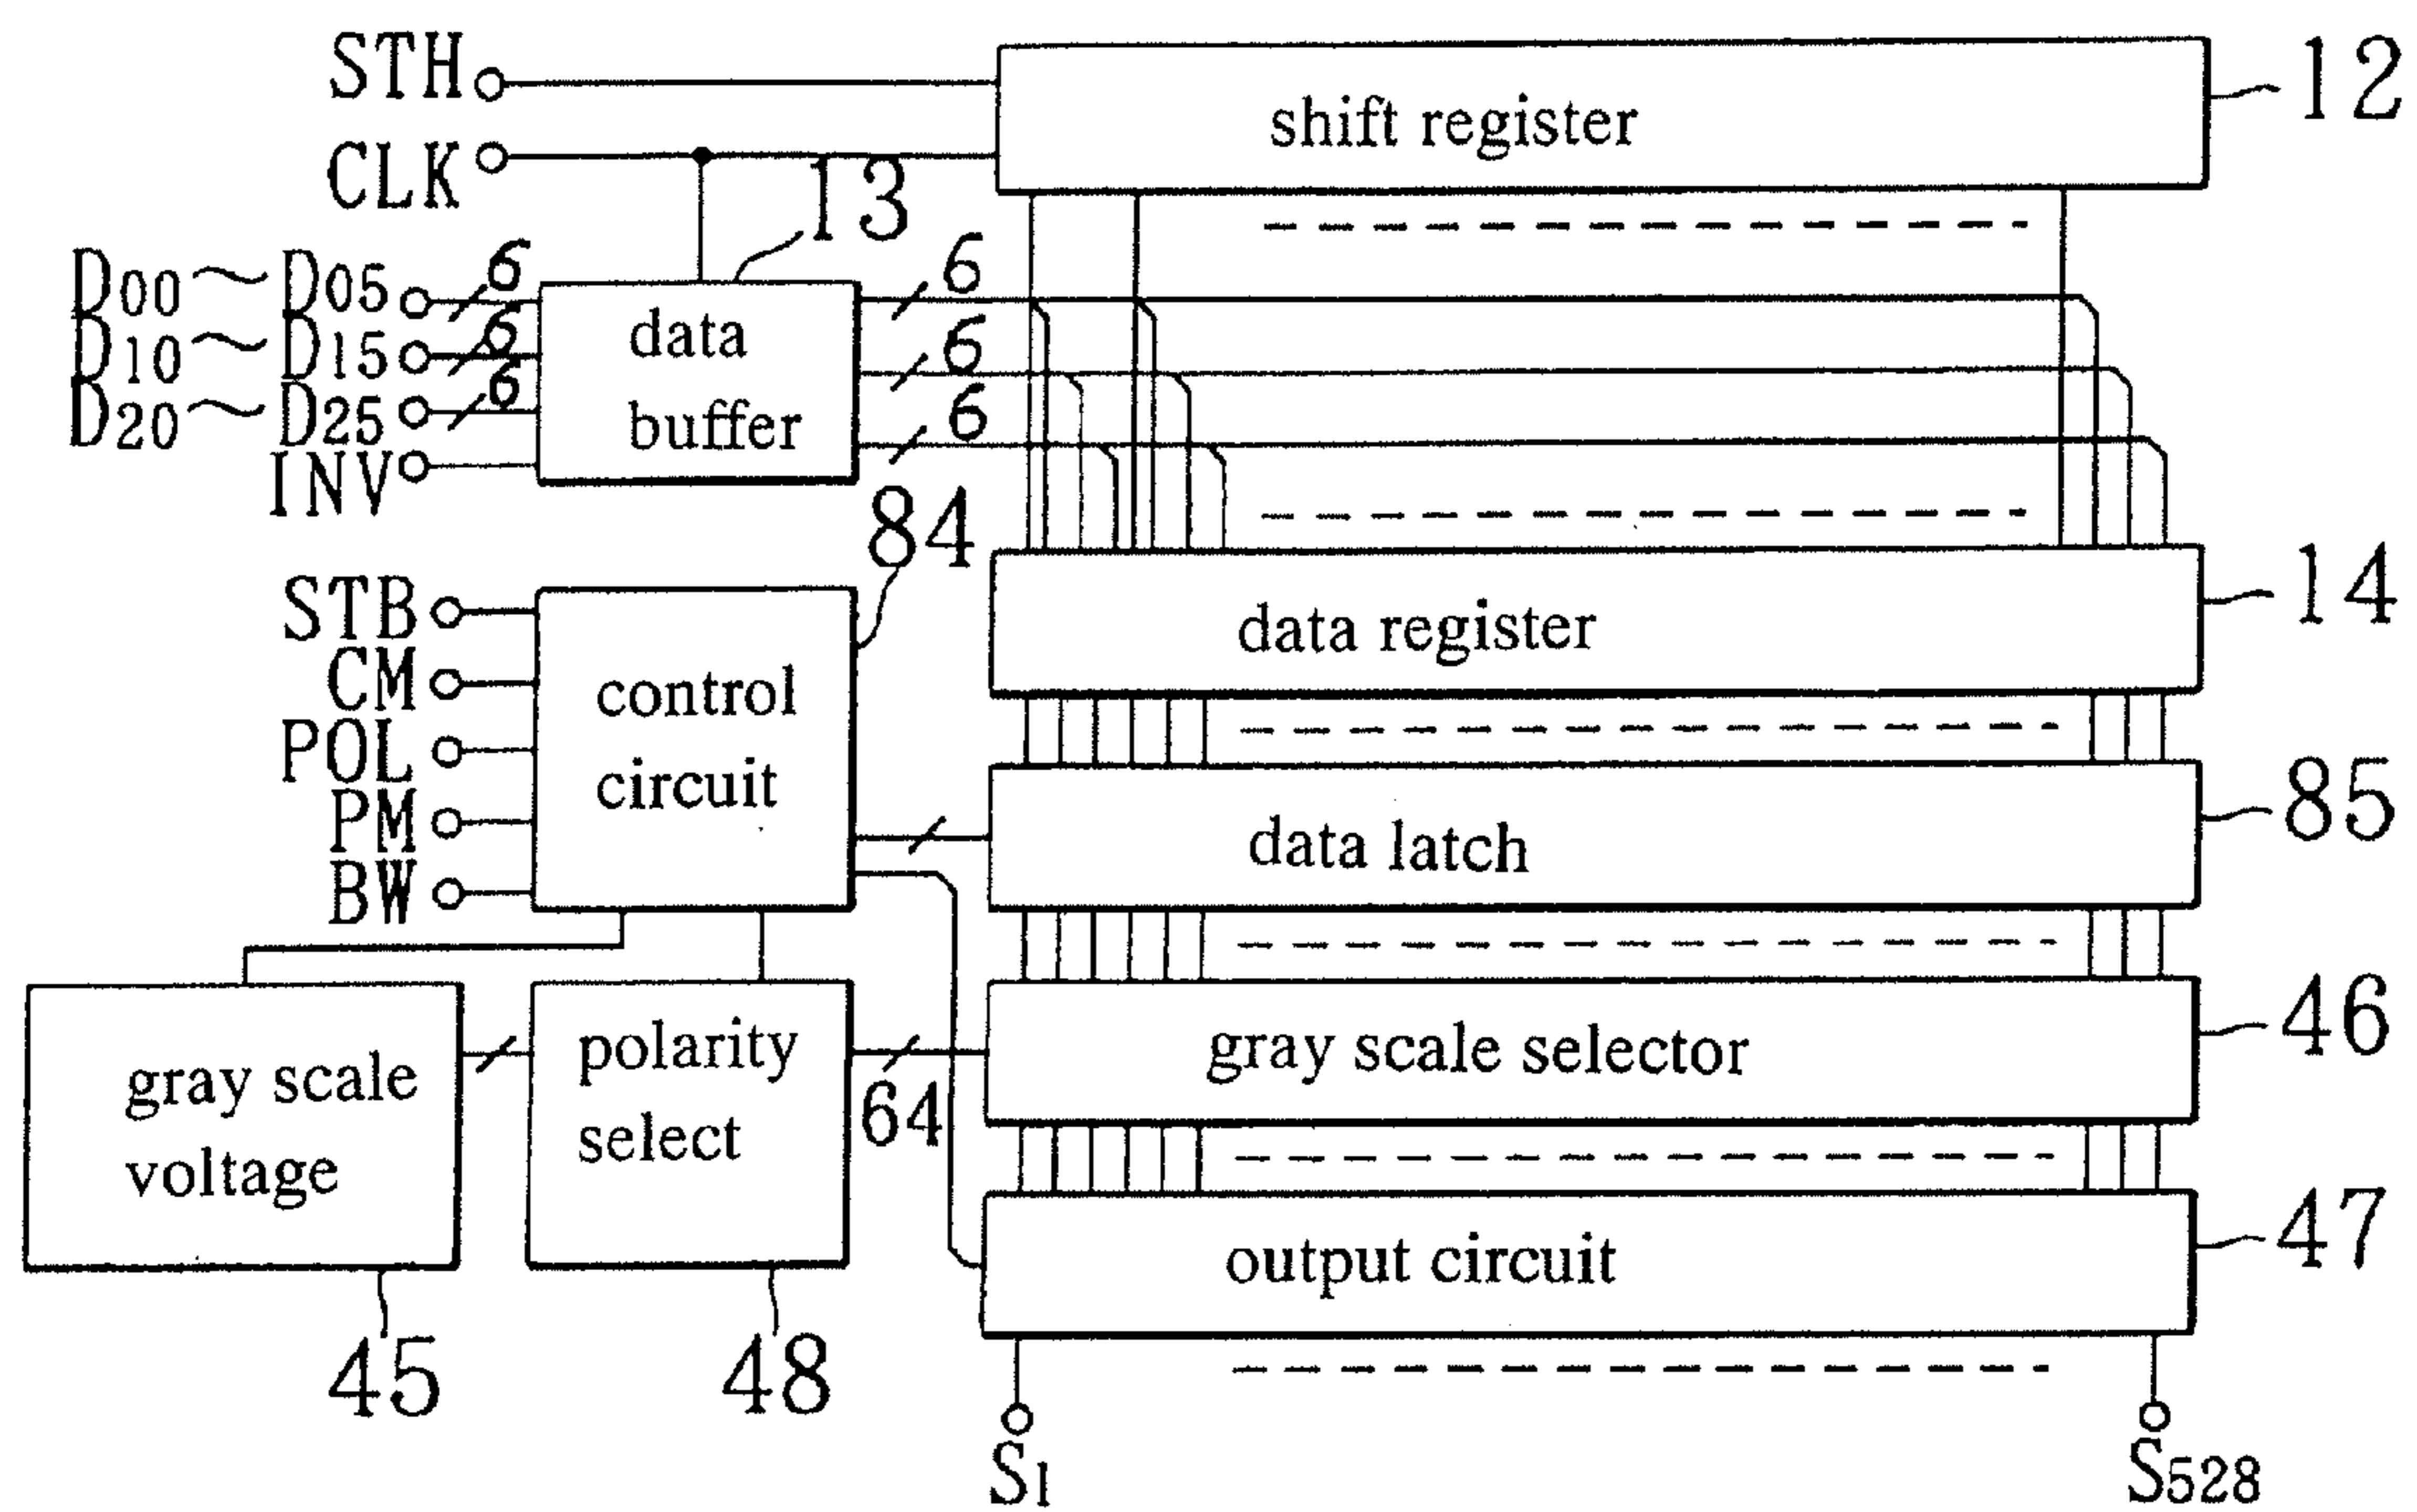 STH
shift register
12
CLK
13
D00~D05
6
6
D10~D15
6
6
D20~D25
6
6
INV
data
buffer
84
data register
14
STB
CM
POL
PM
BW
control
circuit
data latch
85
gray scale
voltage
polarity
select
64
gray scale selector
46
output circuit
47
45
48
S1
S528